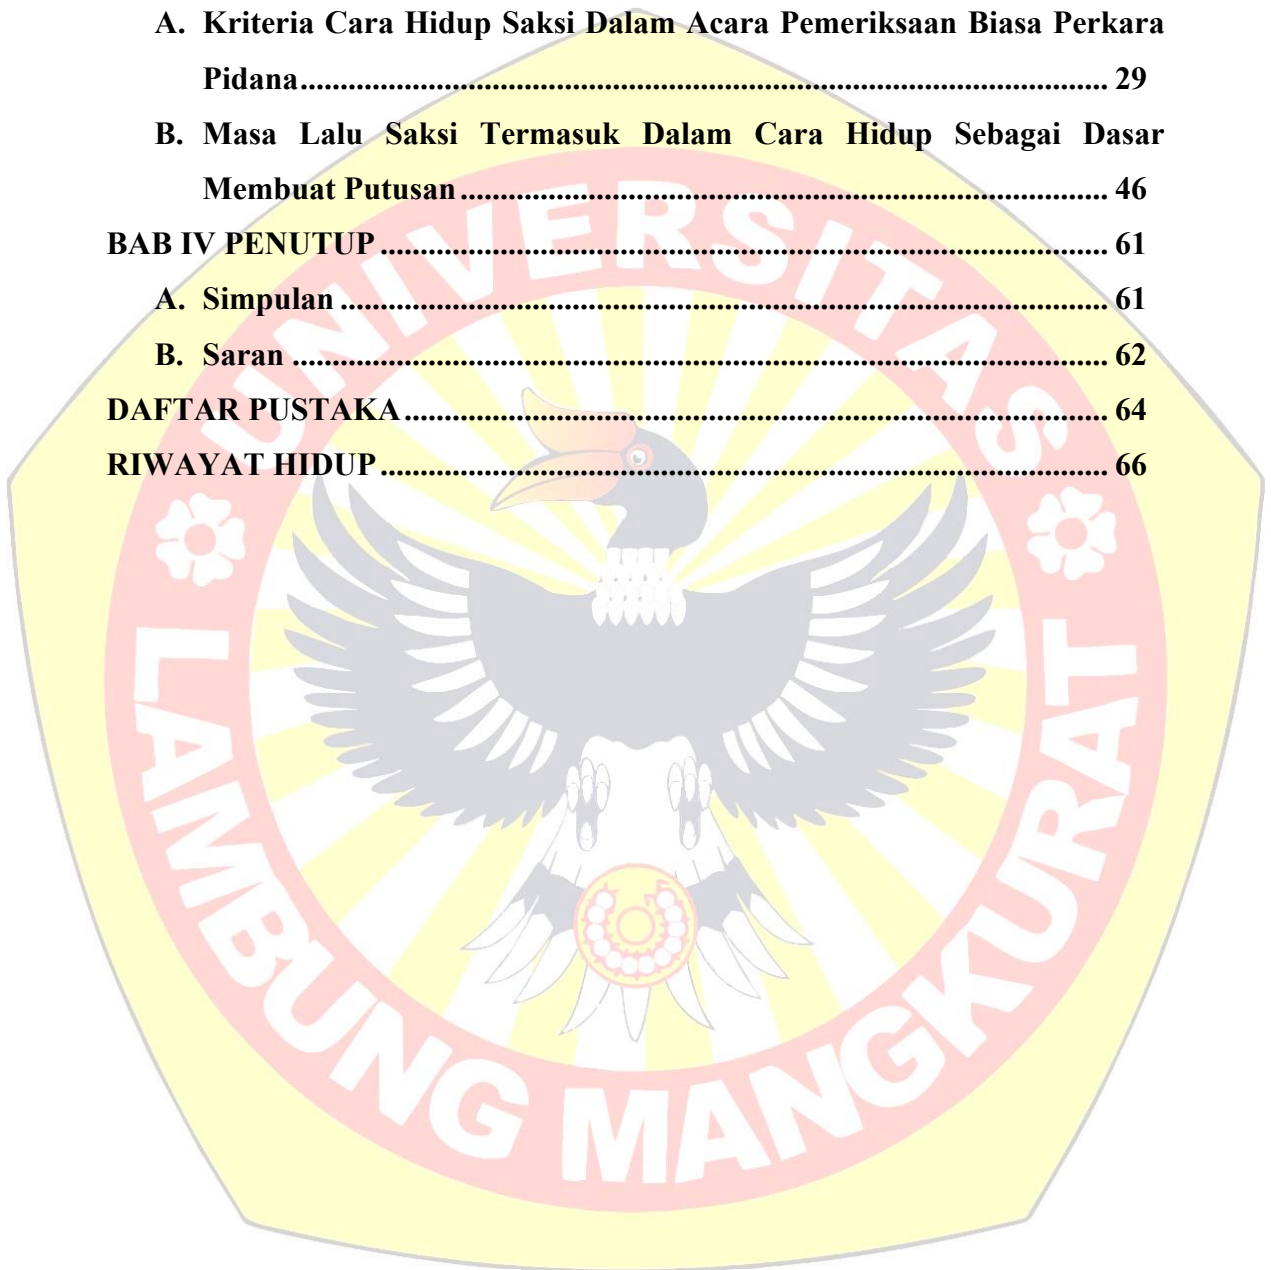 A. Kriteria Cara Hidup Saksi Dalam Acara Pemeriksaan Biasa Perkara
Pidana..................................................................................................... 29
B. Masa Lalu Saksi Termasuk Dalam Cara Hidup Sebagai Dasar
Membuat Putusan................................................................................. 46
BAB IV PENUTUP........................................................................................... 61
A. Simpulan................................................................................................ 61
B. Saran...................................................................................................... 62
DAFTAR PUSTAKA........................................................................................ 64
RIWAYAT HIDUP........................................................................................... 66
UNIVERSITAS
LAMBUNG MANGKURAT